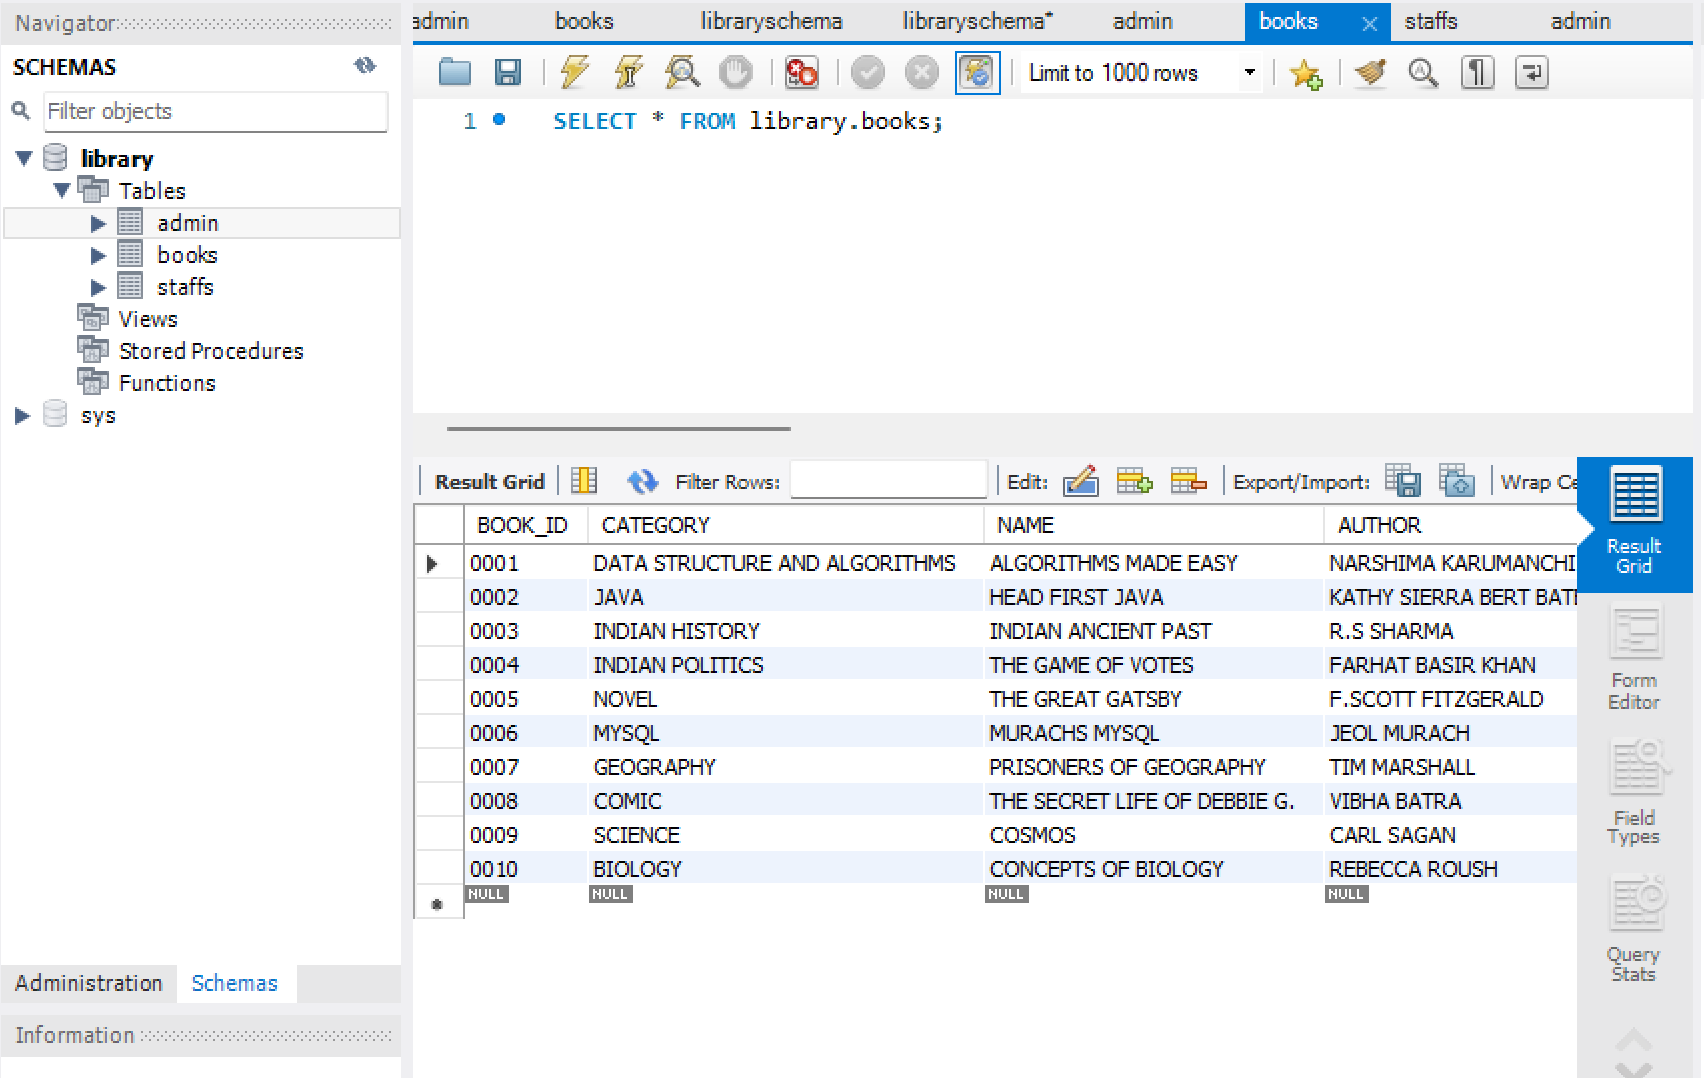 Navigator
SCHEMAS
Filter objects
library
Tables
admin
books
staffs
Views
Stored Procedures
Functions
sys
Administration Schemas
Information
admin books libraryschema libraryschema* admin books staffs admin
Limit to 1000 rows
1 SELECT * FROM library.books;
Result Grid Filter Rows: Edit: Export/Import: Wrap Ce
BOOK_ID CATEGORY NAME AUTHOR
0001 DATA STRUCTURE AND ALGORITHMS ALGORITHMS MADE EASY NARSHIMA KARUMANCHI
0002 JAVA HEAD FIRST JAVA KATHY SIERRA BERT BATE
0003 INDIAN HISTORY INDIAN ANCIENT PAST R.S SHARMA
0004 INDIAN POLITICS THE GAME OF VOTES FARHAT BASIR KHAN
0005 NOVEL THE GREAT GATSBY F.SCOTT FITZGERALD
0006 MYSQL MURACHS MYSQL JEOL MURACH
0007 GEOGRAPHY PRISONERS OF GEOGRAPHY TIM MARSHALL
0008 COMIC THE SECRET LIFE OF DEBBIE G. VIBHA BATRA
0009 SCIENCE COSMOS CARL SAGAN
0010 BIOLOGY CONCEPTS OF BIOLOGY REBECCA ROUSH
NULL NULL NULL NULL
Result
Grid
Form
Editor
Field
Types
Query
Stats